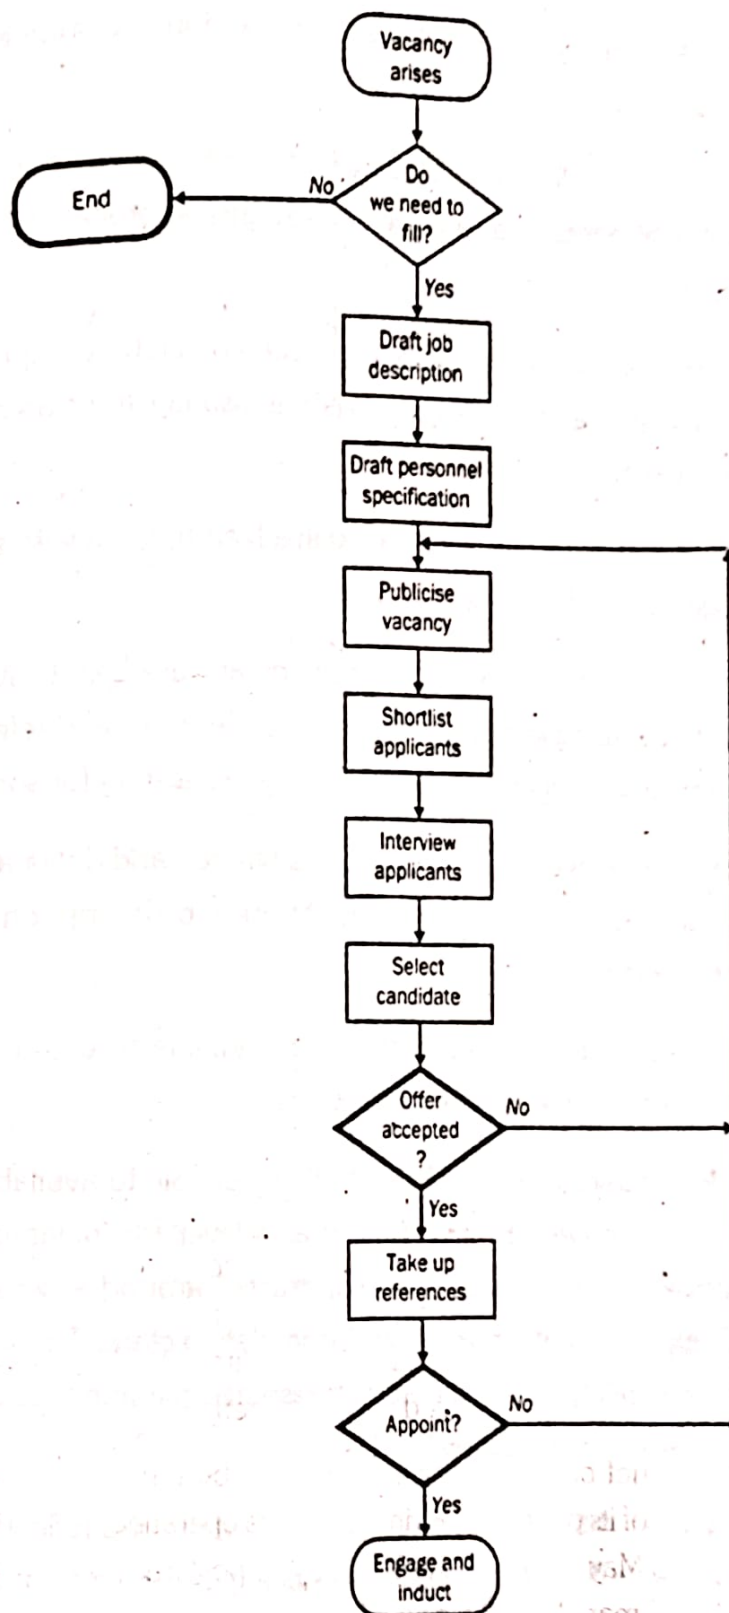 Vacancy
arises
Do
we need to
fill?
No
End
Yes
Draft job
description
Draft personnel
specification
Publicise
vacancy
Shortlist
applicants
Interview
applicants
Select
candidate
Offer
accepted
?
No
Yes
Take up
references
Appoint?
No
Yes
Engage and
induct
May